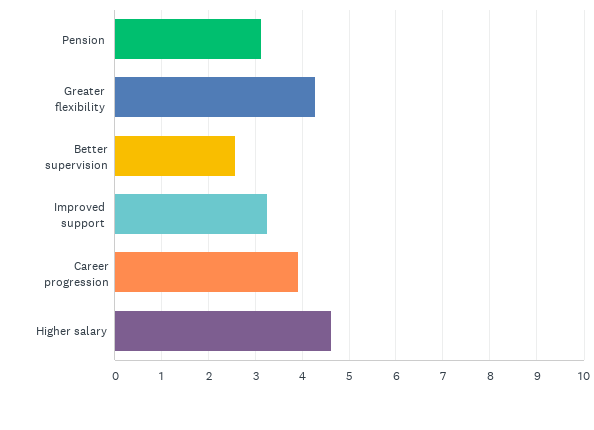 Pension
Greater
flexibility
Better
supervision
Improved
support
Career
progression
Higher salary
0 1 2 3 4 5 6 7 8 9 10